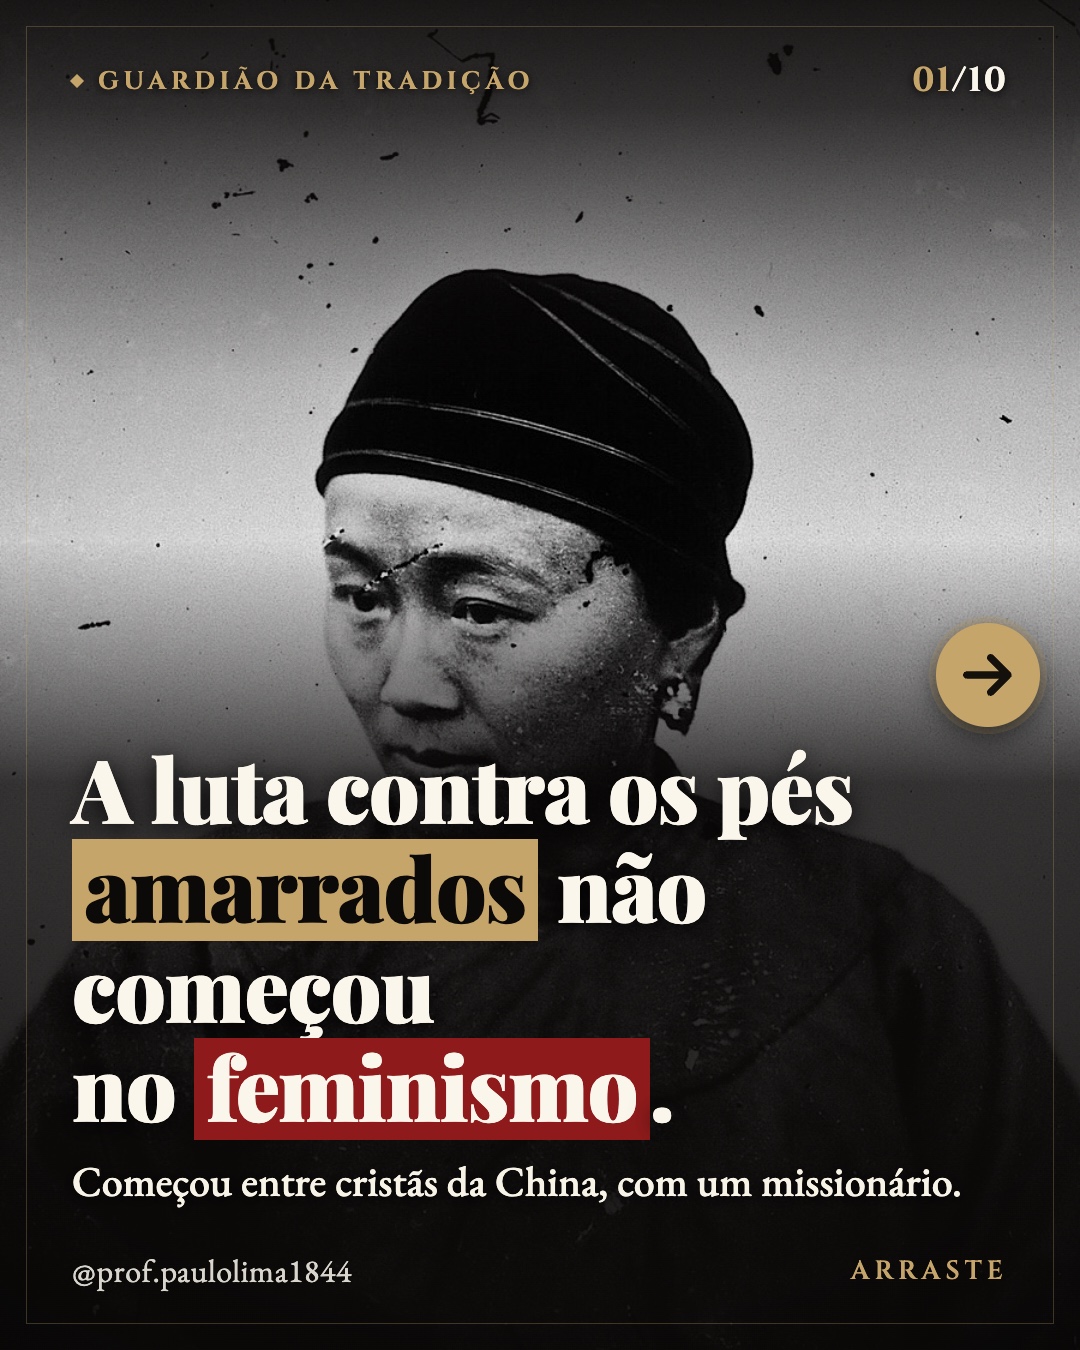 GUARDIÃO DA TRADIÇÃO
01/10
A luta contra os pés
amarrados não
começou
no feminismo.
Começou entre cristãs da China, com um missionário.
@prof.paulolima1844
ARRASTE